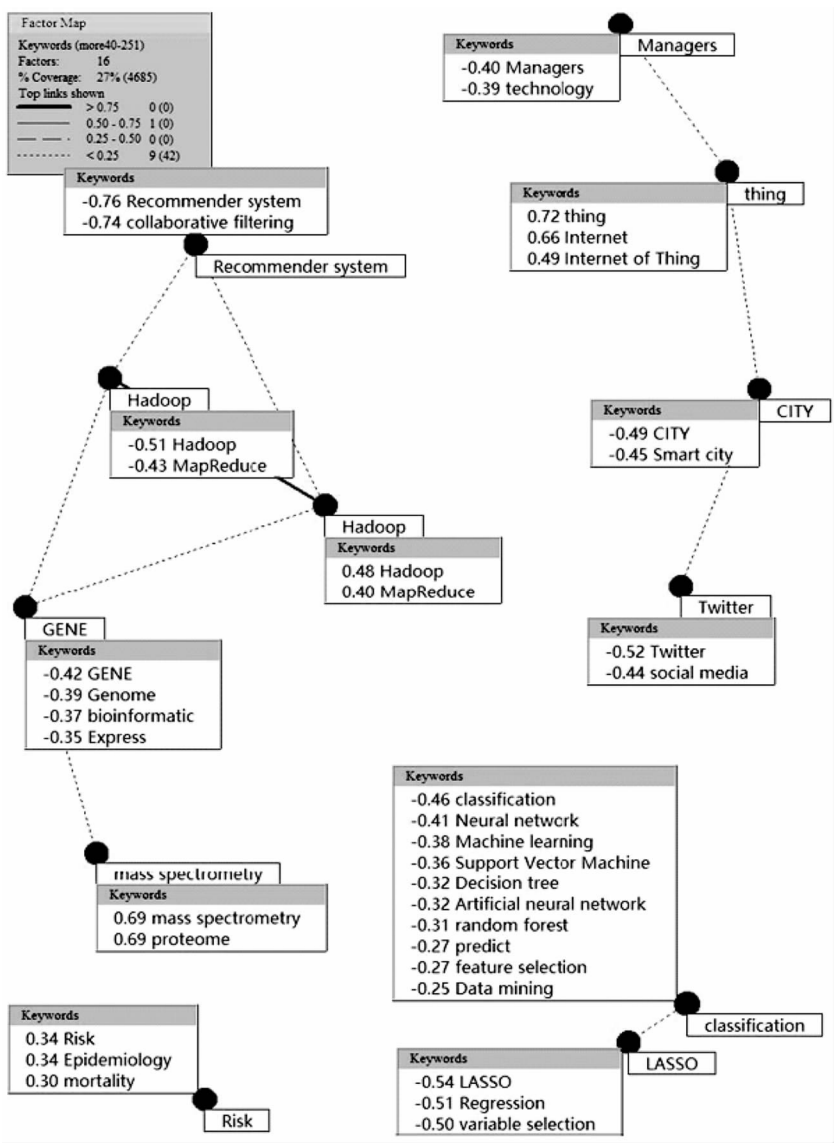 Factor Map
Keywords (more40-251)
Factors: 16
% Coverage: 27% (4685)
Top links shown
> 0.75 0 (0)
0.50 - 0.75 1 (0)
0.25 - 0.50 0 (0)
< 0.25 9 (42)
Keywords
-0.76 Recommender system
-0.74 collaborative filtering
Recommender system
Hadoop
Keywords
-0.51 Hadoop
-0.43 MapReduce
Hadoop
Keywords
0.48 Hadoop
0.40 MapReduce
GENE
Keywords
-0.42 GENE
-0.39 Genome
-0.37 bioinformatic
-0.35 Express
mass spectrometry
Keywords
0.69 mass spectrometry
0.69 proteome
Keywords
0.34 Risk
0.34 Epidemiology
0.30 mortality
Risk
Managers
Keywords
-0.40 Managers
-0.39 technology
thing
Keywords
0.72 thing
0.66 Internet
0.49 Internet of Thing
CITY
Keywords
-0.49 CITY
-0.45 Smart city
Twitter
Keywords
-0.52 Twitter
-0.44 social media
Keywords
-0.46 classification
-0.41 Neural network
-0.38 Machine learning
-0.36 Support Vector Machine
-0.32 Decision tree
-0.32 Artificial neural network
-0.31 random forest
-0.27 predict
-0.27 feature selection
-0.25 Data mining
classification
LASSO
Keywords
-0.54 LASSO
-0.51 Regression
-0.50 variable selection